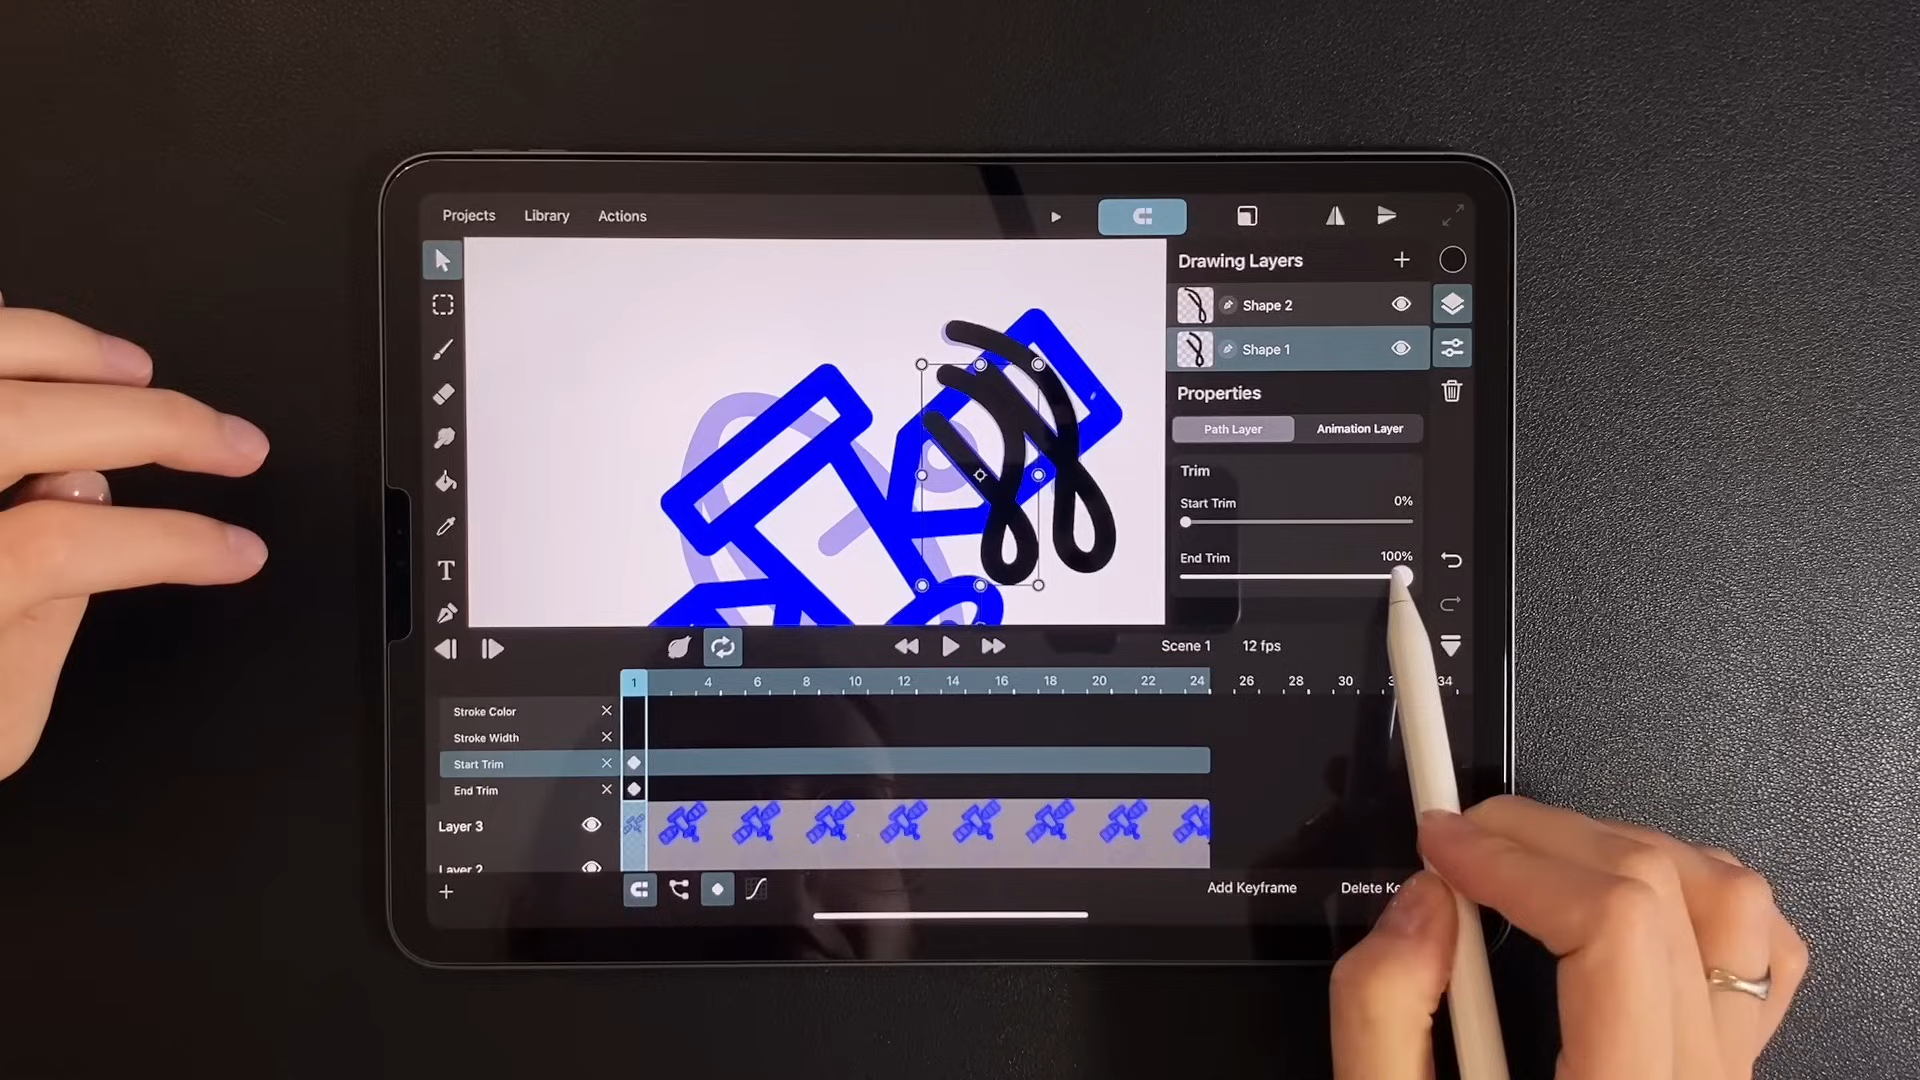 Projects Library Actions
Drawing Layers
Shape 2
Shape 1
Properties
Path Layer Animation Layer
Trim
Start Trim 0%
End Trim 100%
T
Scene 1 12 fps
1 4 6 8 10 12 14 16 18 20 22 24 26 28 30 34
Stroke Color
Stroke Width
Start Trim
End Trim
Layer 3
Layer 2
Add Keyframe Delete